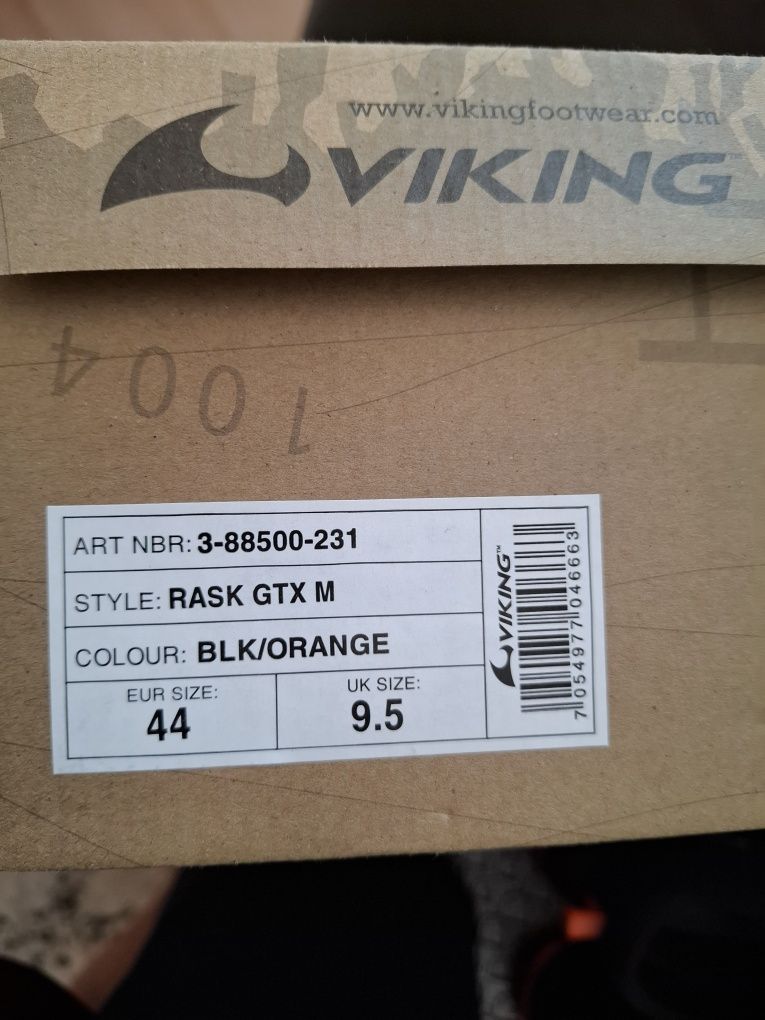 www.vikingfootwear.com
VIKING
1004
ART NBR: 3-88500-231
STYLE: RASK GTX M
COLOUR: BLK/ORANGE
EUR SIZE:
44
UK SIZE:
9.5
VIKING™
7 054977 046663